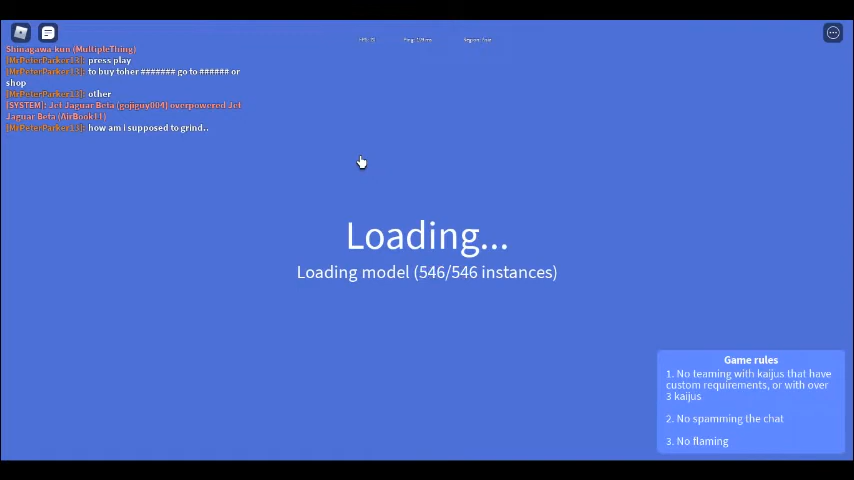 Shinagawa-kun (MultipleThing)
[MrPeterParker13]: press play
[MrPeterParker13]: to buy toher ####### go to ###### or
shop
[MrPeterParker13]: other
[SYSTEM]: Jet Jaguar Beta (gojiguy004) overpowered Jet
Jaguar Beta (AirBook11)
[MrPeterParker13]: how am I supposed to grind..
Loading...
Loading model (546/546 instances)
Game rules
1. No teaming with kaijus that have
custom requirements, or with over
3 kaijus
2. No spamming the chat
3. No flaming